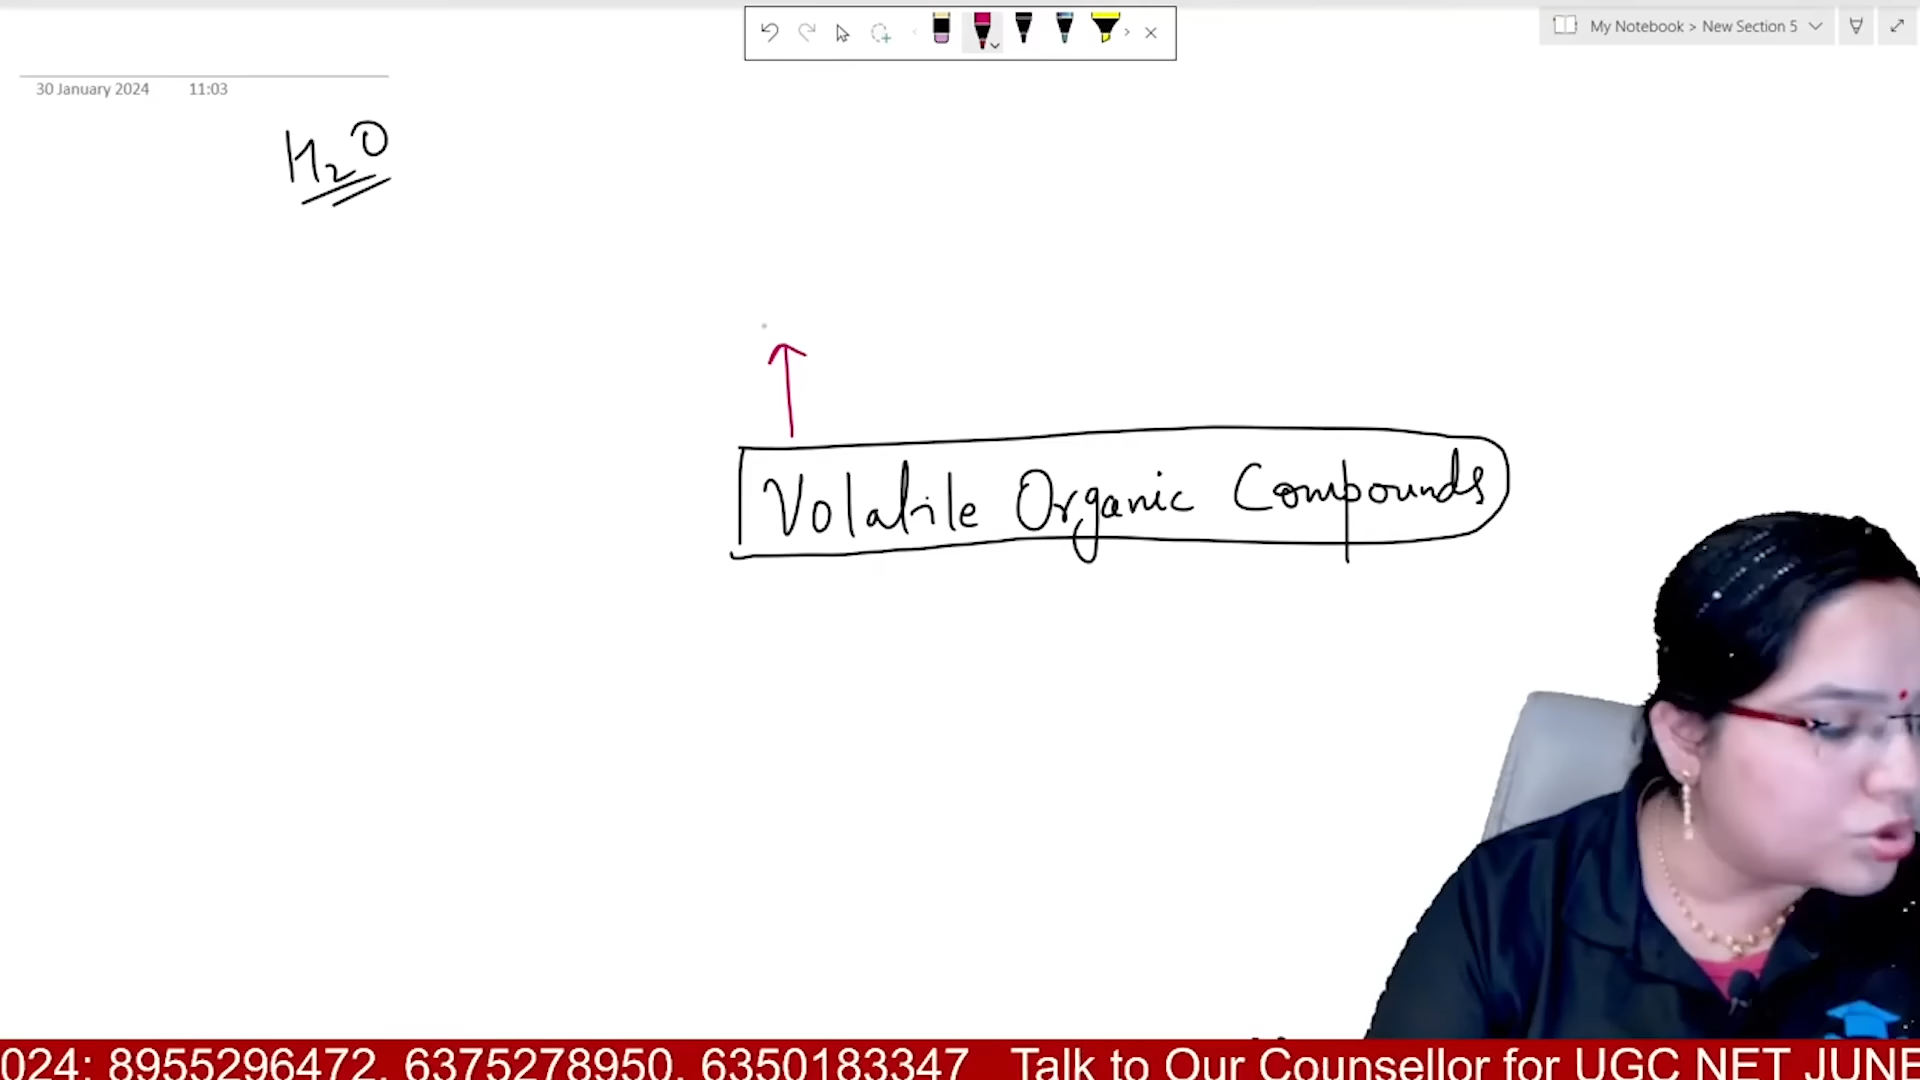 My Notebook > New Section 5
30 January 2024 11:03
H₂O
Volatile Organic Compounds
024: 8955296472, 6375278950, 6350183347 Talk to Our Counsellor for UGC NET JUNE